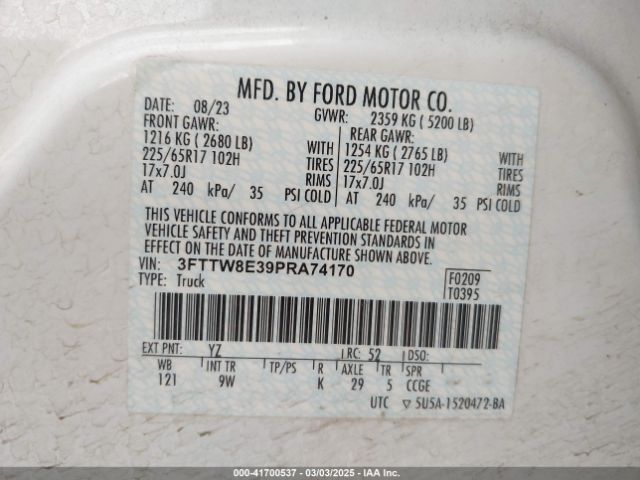 MFD. BY FORD MOTOR CO.
DATE: 08/23 GVWR: 2359 KG ( 5200 LB)
FRONT GAWR: REAR GAWR:
1216 KG ( 2680 LB) WITH 1254 KG ( 2765 LB) WITH
225/65R17 102H TIRES 225/65R17 102H TIRES
17x7.0J RIMS 17x7.0J RIMS
AT 240 kPa/ 35 PSI COLD AT 240 kPa/ 35 PSI COLD
THIS VEHICLE CONFORMS TO ALL APPLICABLE FEDERAL MOTOR
VEHICLE SAFETY AND THEFT PREVENTION STANDARDS IN
EFFECT ON THE DATE OF MANUFACTURE SHOWN ABOVE.
VIN: 3FTTW8E39PRA74170 F0209
TYPE: Truck T0395
EXT PNT: YZ RC: 52 DSO:
WB INT TR TP/PS R AXLE TR SPR
121 9W K 29 5 CCGE
UTC ▽ 5U5A-1520472-BA
000-41700537 - 03/03/2025 - IAA Inc.